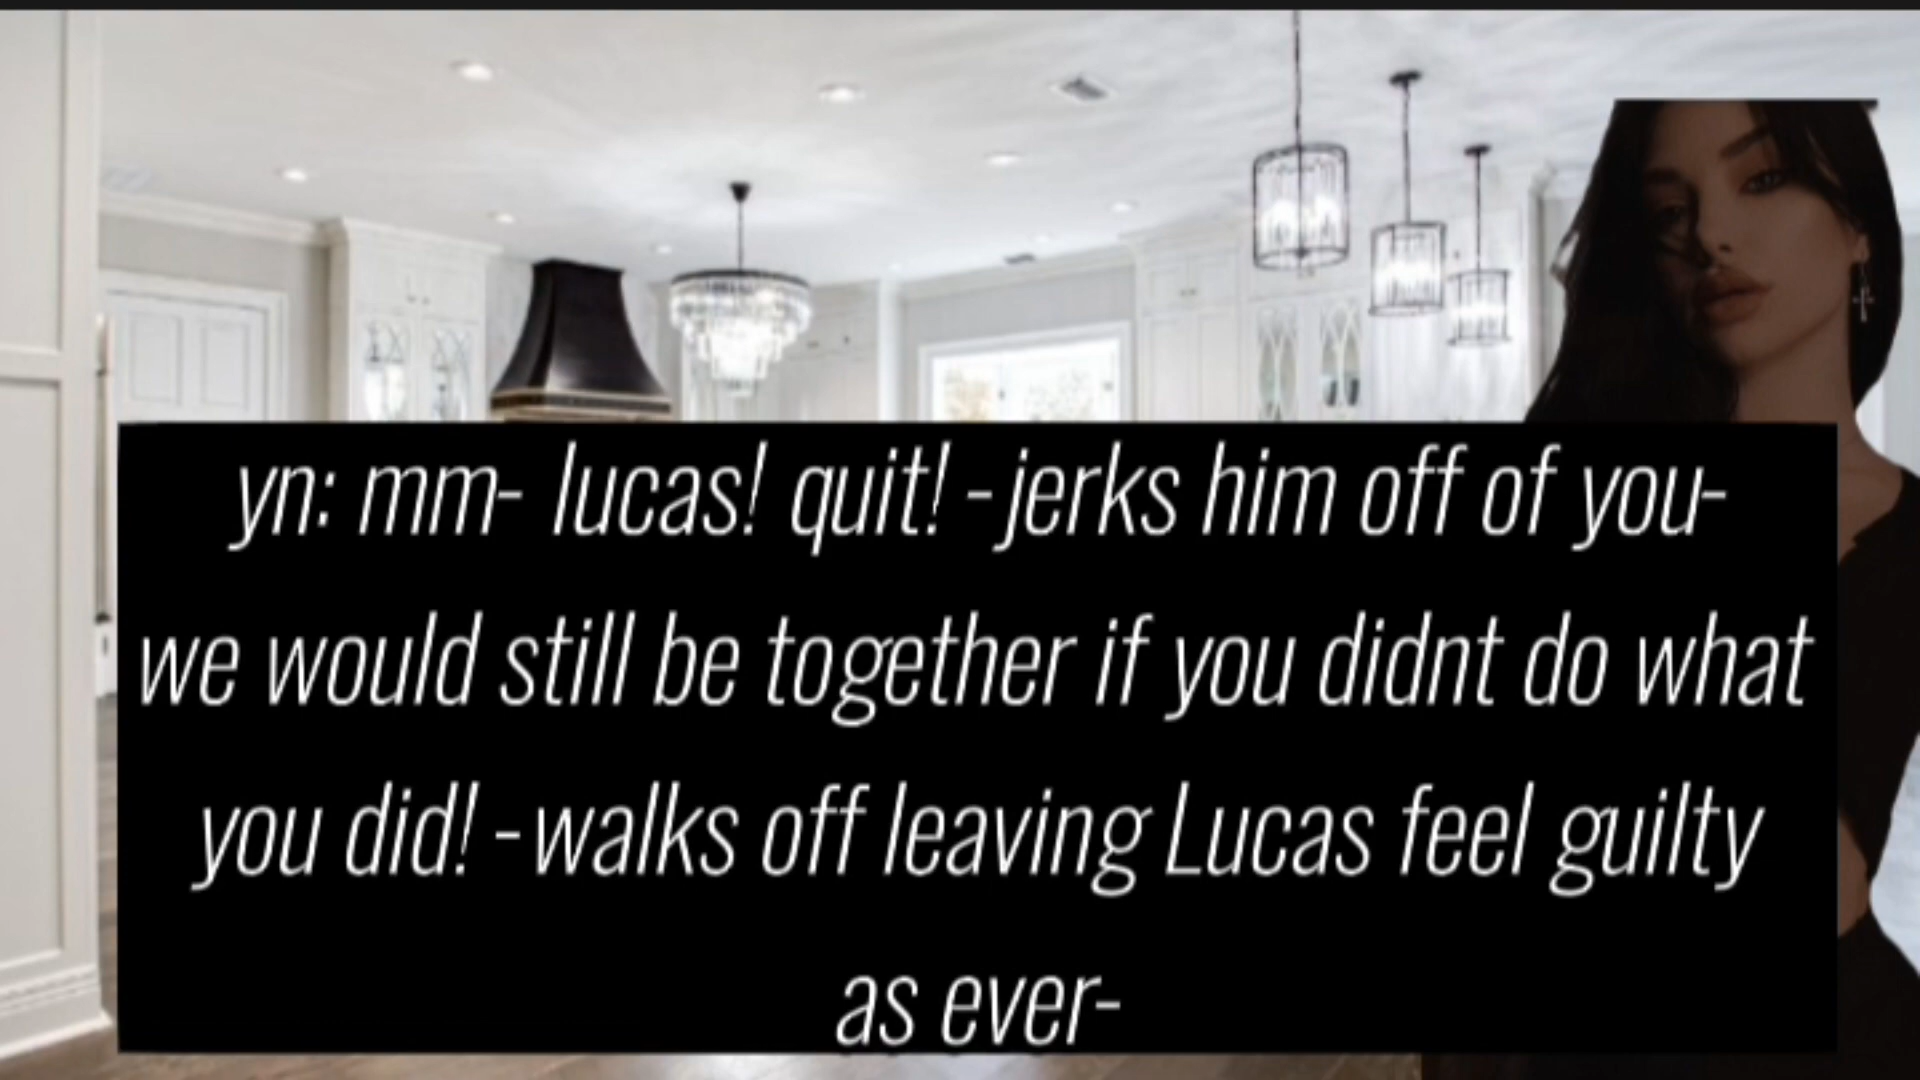 yn: mm- lucas! quit! -jerks him off of you-
we would still be together if you didnt do what
you did! -walks off leaving Lucas feel guilty
as ever-